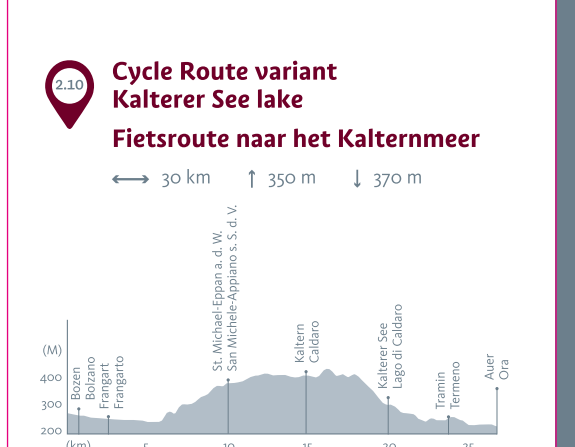 2.10
Cycle Route variant
Kalterer See lake
Fietsroute naar het Kalternmeer
30 km 350 m 370 m
(M)
400
300
200
Bozen
Bolzano
Frangart
Frangarto
St. Michael-Eppan a. d. W.
San Michele-Appiano s. S. d. V.
Kaltern
Caldaro
Kalterer See
Lago di Caldaro
Tramin
Termeno
Auer
Ora
(km) 5 10 15 20 25